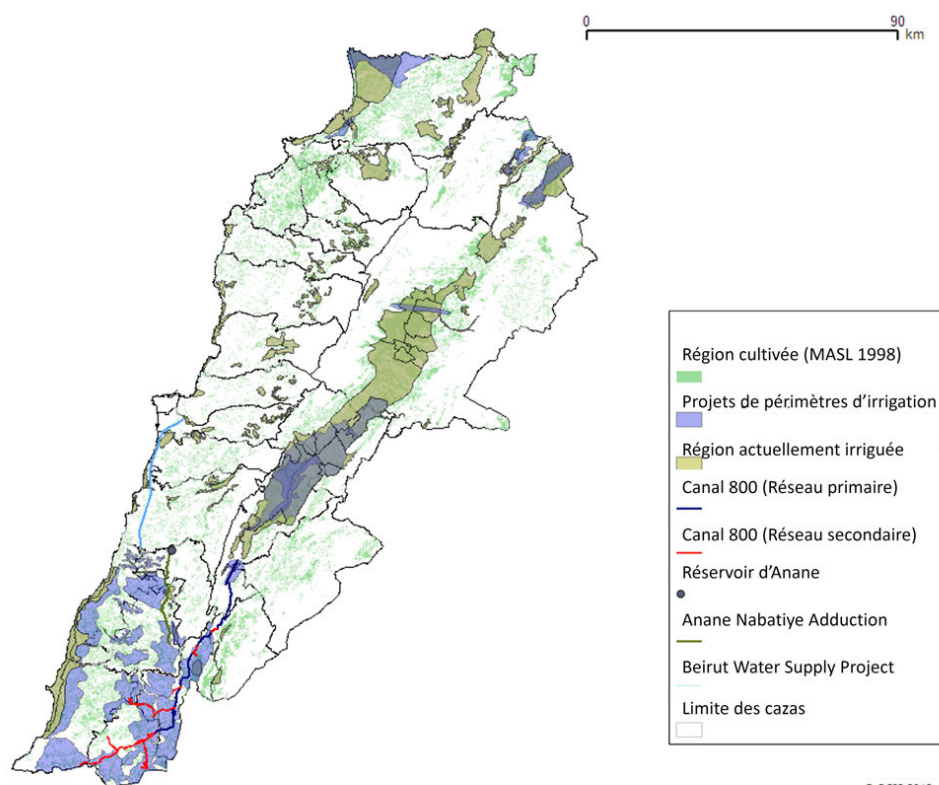 0 90
km
Région cultivée (MASL 1998)
Projets de périmètres d’irrigation
Région actuellement irriguée
Canal 800 (Réseau primaire)
Canal 800 (Réseau secondaire)
Réservoir d’Anane
Anane Nabatiye Adduction
Beirut Water Supply Project
Limite des cazas